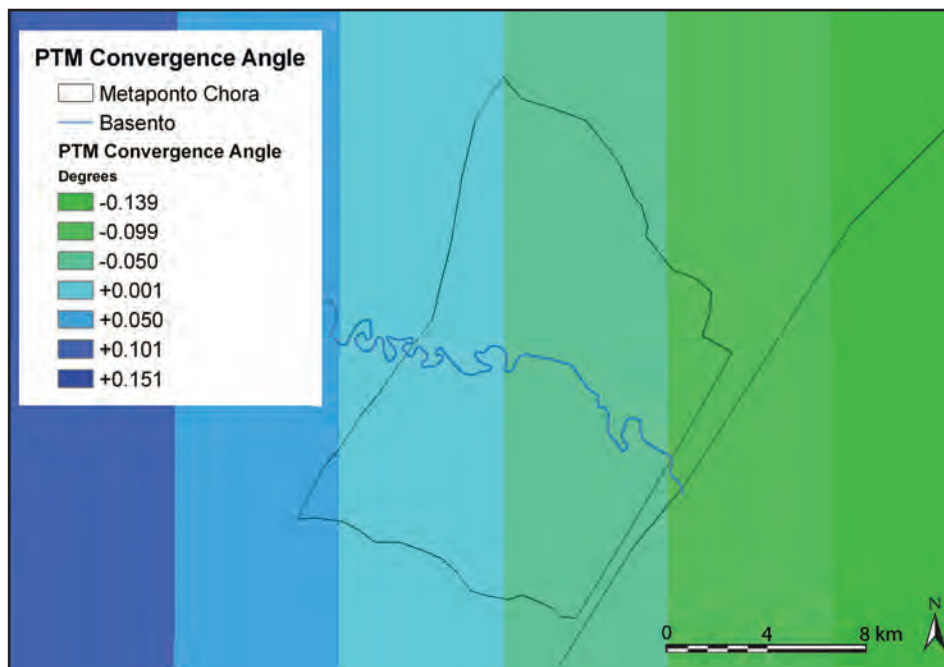 PTM Convergence Angle
Metaponto Chora
Basento
PTM Convergence Angle
Degrees
-0.139
-0.099
-0.050
+0.001
+0.050
+0.101
+0.151
N
0 4 8 km